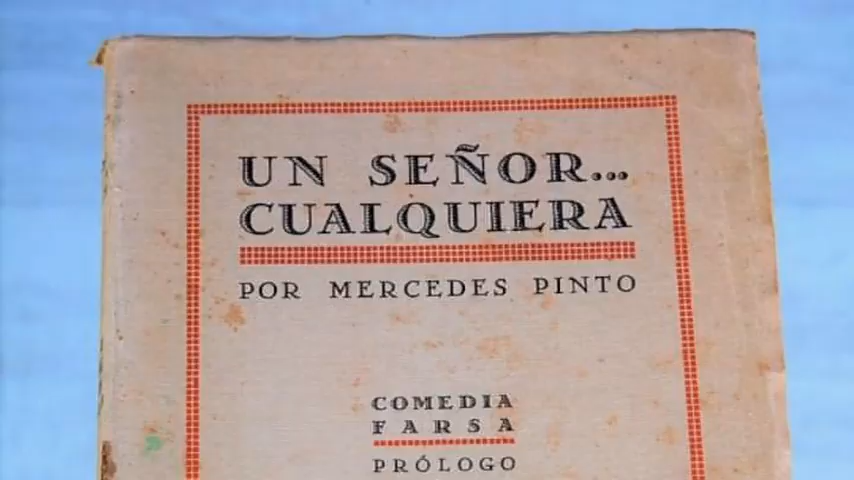 UN SEÑOR...
CUALQUIERA
POR MERCEDES PINTO
COMEDIA
FARSA
PRÓLOGO